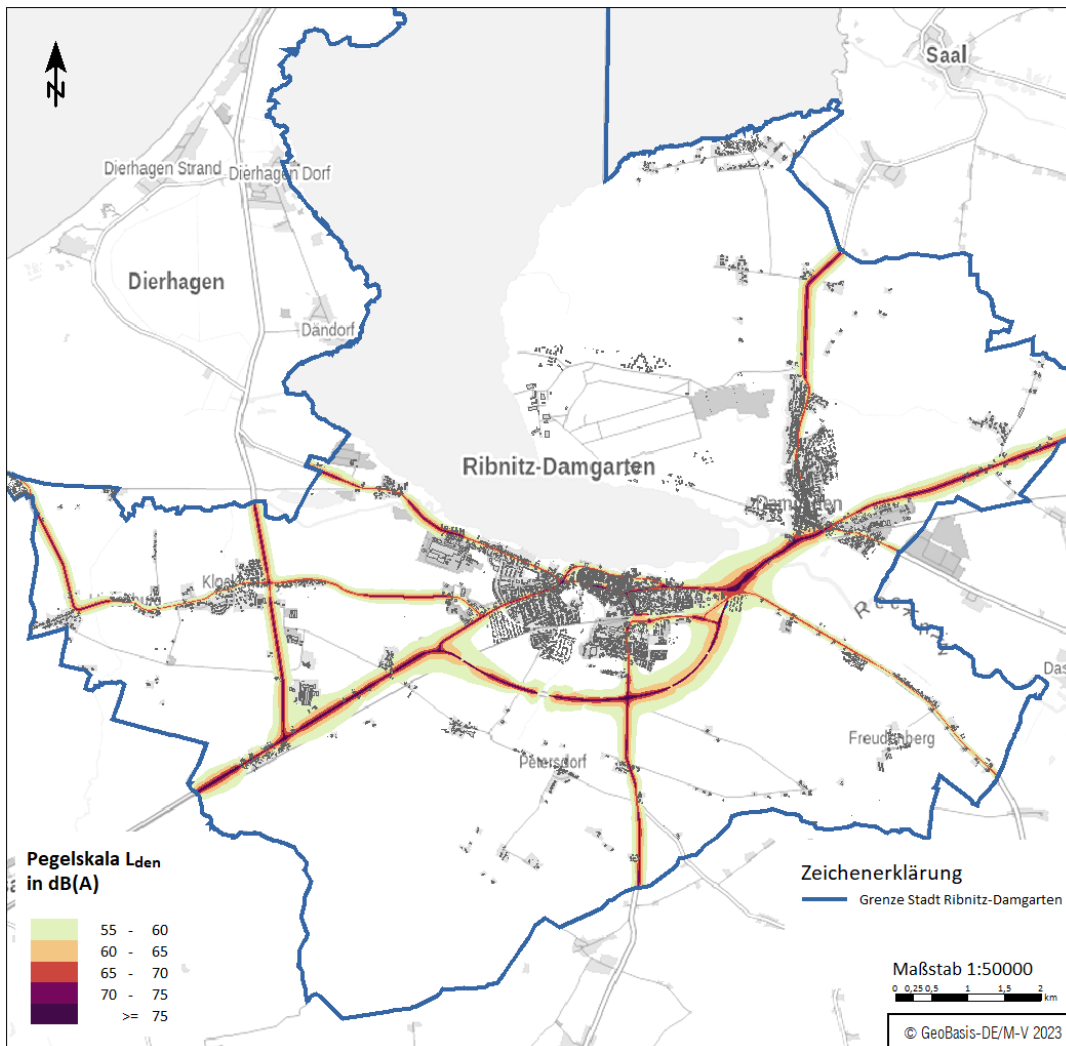 Saal
N
Dierhagen Strand
Dierhagen Dorf
Dierhagen
Dändorf
Ribnitz-Damgarten
Damgarten
Freudenberg
Petersdorf
Pegelskala Lden
in dB(A)
55 - 60
60 - 65
65 - 70
70 - 75
>= 75
Zeichenerklärung
Grenze Stadt Ribnitz-Damgarten
Maßstab 1:50000
0 0,25 0,5 1 1,5 2
km
© GeoBasis-DE/M-V 2023